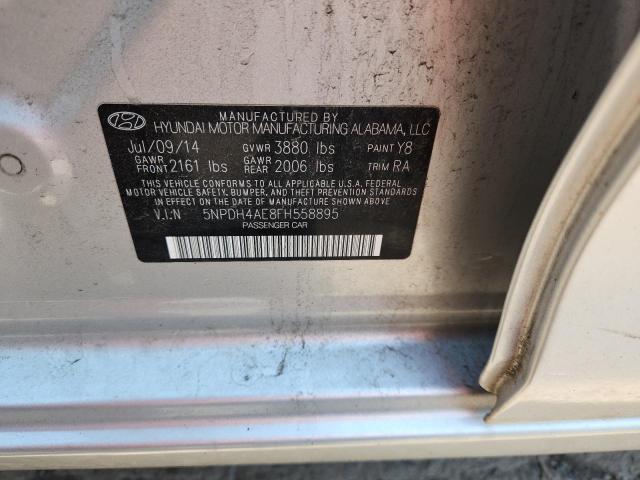 MANUFACTURED BY
HYUNDAI MOTOR MANUFACTURING ALABAMA, LLC
Jul/09/14 GVWR 3880 lbs PAINT Y8
GAWR FRONT 2161 lbs GAWR REAR 2006 lbs TRIM RA
THIS VEHICLE CONFORMS TO ALL APPLICABLE U.S.A. FEDERAL
MOTOR VEHICLE SAFETY, BUMPER, AND THEFT PREVENTION STANDARDS
IN EFFECT ON THE DATE OF MANUFACTURE SHOWN ABOVE.
V.I.N 5NPDH4AE8FH558895
PASSENGER CAR